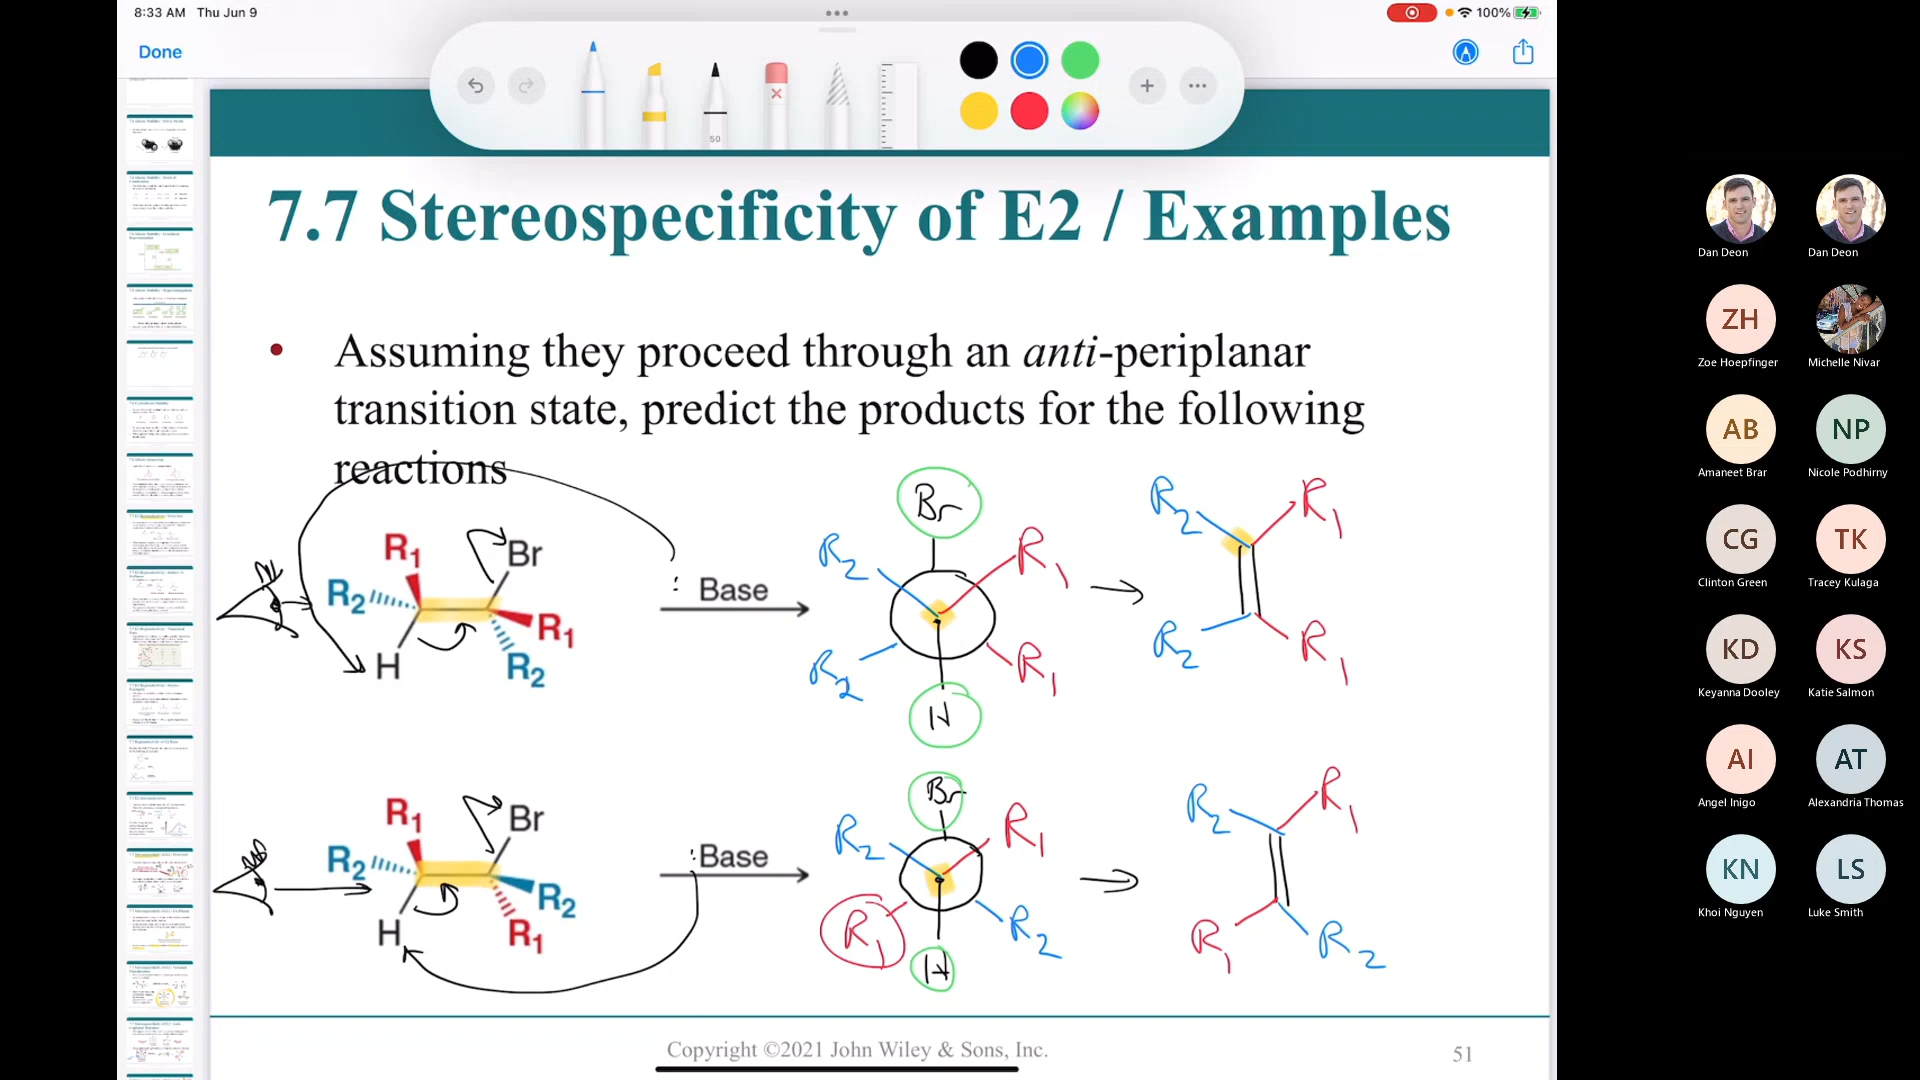 8:33 AM Thu Jun 9
100%
Done
50
7.7 Stereospecificity of E2 / Examples
• Assuming they proceed through an anti-periplanar
transition state, predict the products for the following
reactions
R1 Br
R2
R1
H R2
: Base
Br
R2 R1
R2 R1
H
R2 R1
R2 R1
R1 Br
R2
R2
H R1
: Base
Br
R2 R1
R1 R2
H
R2 R1
R1 R2
Copyright ©2021 John Wiley & Sons, Inc.
51
Dan Deon
Dan Deon
ZH
Zoe Hoepfinger
Michelle Nivar
AB
Amaneet Brar
NP
Nicole Podhirny
CG
Clinton Green
TK
Tracey Kulaga
KD
Keyanna Dooley
KS
Katie Salmon
AI
Angel Inigo
AT
Alexandria Thomas
KN
Khoi Nguyen
LS
Luke Smith